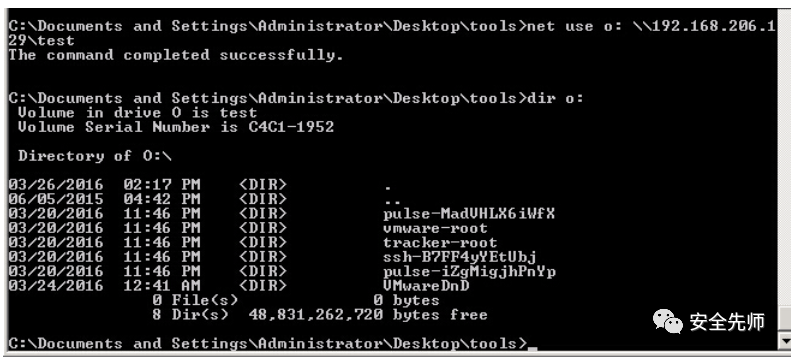 C:\Documents and Settings\Administrator\Desktop\tools>net use o: \\192.168.206.1
29\test
The command completed successfully.
C:\Documents and Settings\Administrator\Desktop\tools>dir o:
Volume in drive O is test
Volume Serial Number is C4C1-1952
Directory of O:\
03/26/2016 02:17 PM <DIR> .
06/05/2015 04:42 PM <DIR> ..
03/20/2016 11:46 PM <DIR> pulse-MadVHLX6iWfX
03/20/2016 11:46 PM <DIR> vmware-root
03/20/2016 11:46 PM <DIR> tracker-root
03/20/2016 11:46 PM <DIR> ssh-B7FF4yYEtUbj
03/20/2016 11:46 PM <DIR> pulse-iZgMigjhPnYp
03/24/2016 12:41 AM <DIR> VMwareDnD
0 File(s) 0 bytes
8 Dir(s) 48,831,262,720 bytes free
C:\Documents and Settings\Administrator\Desktop\tools>_
安全先师